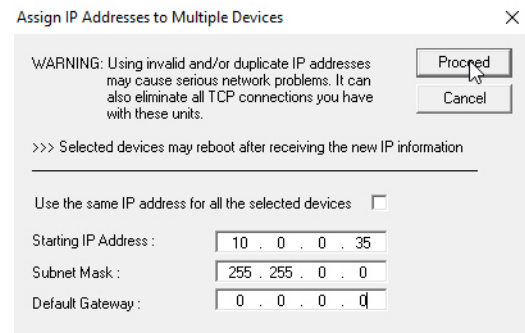 Assign IP Addresses to Multiple Devices
WARNING: Using invalid and/or duplicate IP addresses
may cause serious network problems. It can
also eliminate all TCP connections you have
with these units.
Proceed
Cancel
>>> Selected devices may reboot after receiving the new IP information
Use the same IP address for all the selected devices
Starting IP Address : 10 . 0 . 0 . 35
Subnet Mask : 255 . 255 . 0 . 0
Default Gateway : 0 . 0 . 0 . 0